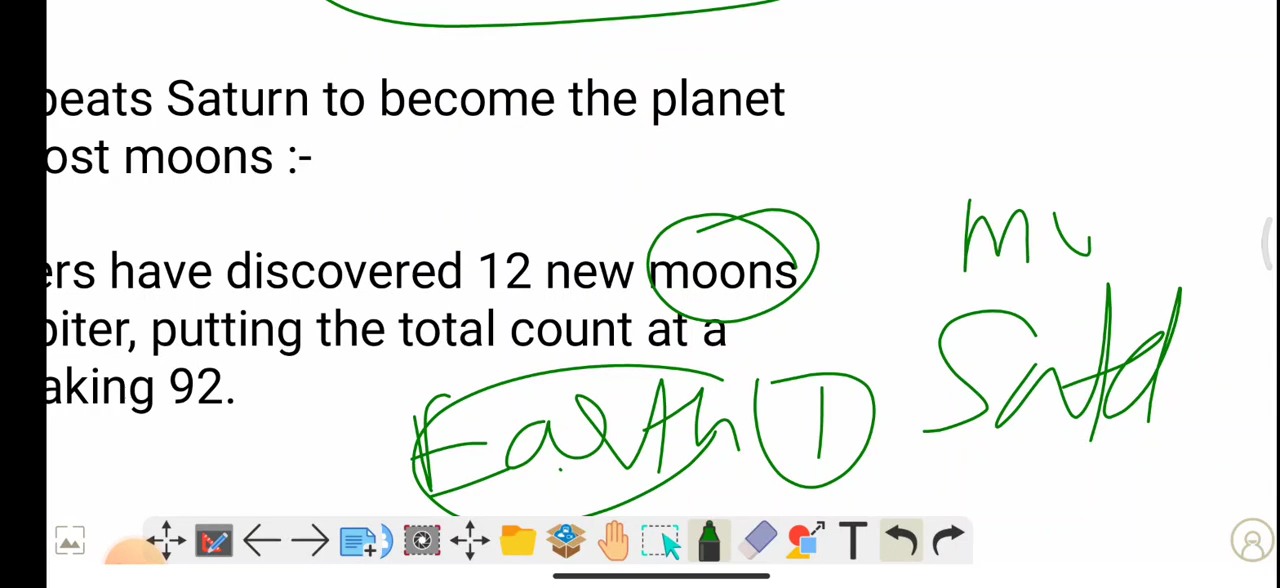 beats Saturn to become the planet
ost moons :-
ers have discovered 12 new moons
piter, putting the total count at a
aking 92.
Earth 1